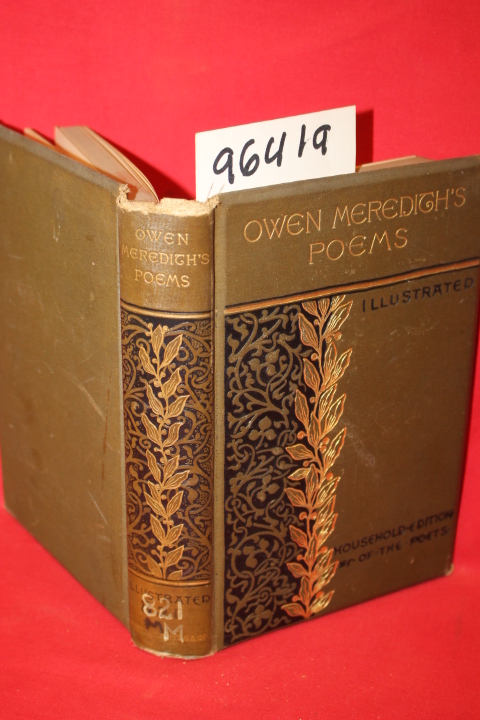 96419
OWEN
MEREDITH'S
POEMS
ILLUSTRATED
821
M
OWEN MEREDITH'S
POEMS
ILLUSTRATED
HOUSEHOLD·EDITION
OF THE POETS